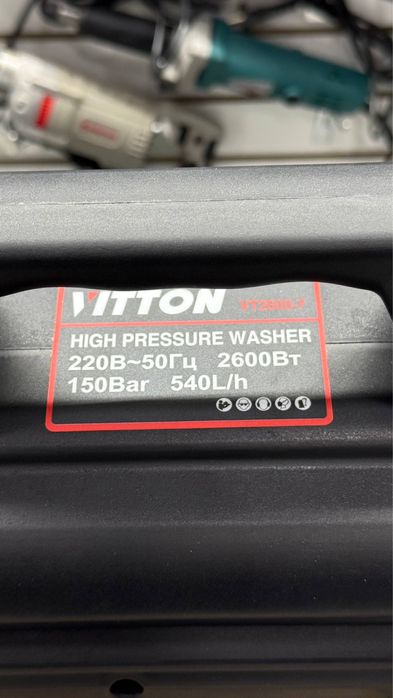 VITTON
HIGH PRESSURE WASHER
220В~50Гц 2600Вт
150Bar 540L/h